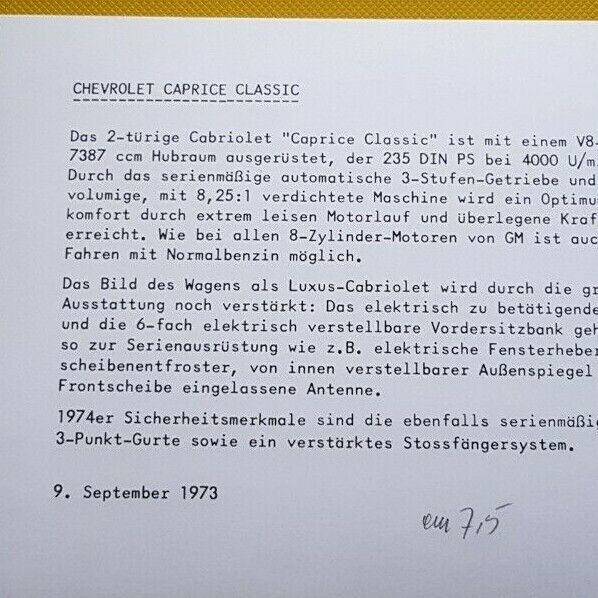 CHEVROLET CAPRICE CLASSIC
Das 2-türige Cabriolet "Caprice Classic" ist mit einem V8-
7387 ccm Hubraum ausgerüstet, der 235 DIN PS bei 4000 U/m
Durch das serienmäßige automatische 3-Stufen-Getriebe und
volumige, mit 8,25:1 verdichtete Maschine wird ein Optimu
komfort durch extrem leisen Motorlauf und überlegene Kraf
erreicht. Wie bei allen 8-Zylinder-Motoren von GM ist auc
Fahren mit Normalbenzin möglich.
Das Bild des Wagens als Luxus-Cabriolet wird durch die gr
Ausstattung noch verstärkt: Das elektrisch zu betätigende
und die 6-fach elektrisch verstellbare Vordersitzbank geh
so zur Serienausrüstung wie z.B. elektrische Fensterheber
scheibenentfroster, von innen verstellbarer Außenspiegel
Frontscheibe eingelassene Antenne.
1974er Sicherheitsmerkmale sind die ebenfalls serienmäßig
3-Punkt-Gurte sowie ein verstärktes Stossfängersystem.
9. September 1973
7,5